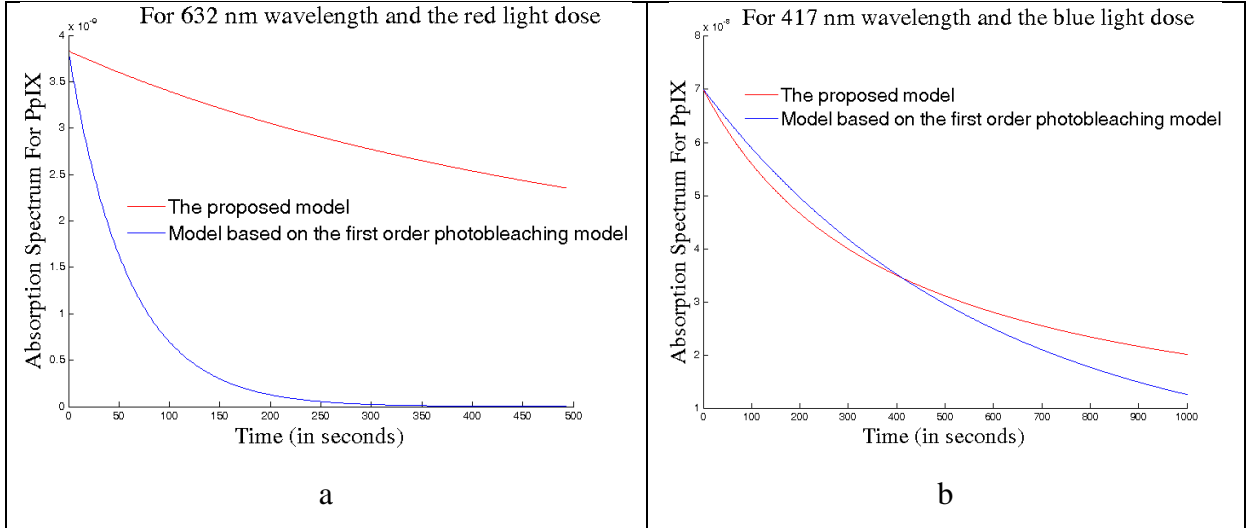 For 632 nm wavelength and the red light dose
x 10⁻⁹
4
3.5
3
2.5
2
1.5
1
0.5
0
Absorption Spectrum For PpIX
The proposed model
Model based on the first order photobleaching model
0 50 100 150 200 250 300 350 400 450 500
Time (in seconds)
a
For 417 nm wavelength and the blue light dose
x 10⁻⁸
8
7
6
5
4
3
2
1
Absorption Spectrum For PpIX
The proposed model
Model based on the first order photobleaching model
0 100 200 300 400 500 600 700 800 900 1000
Time (in seconds)
b